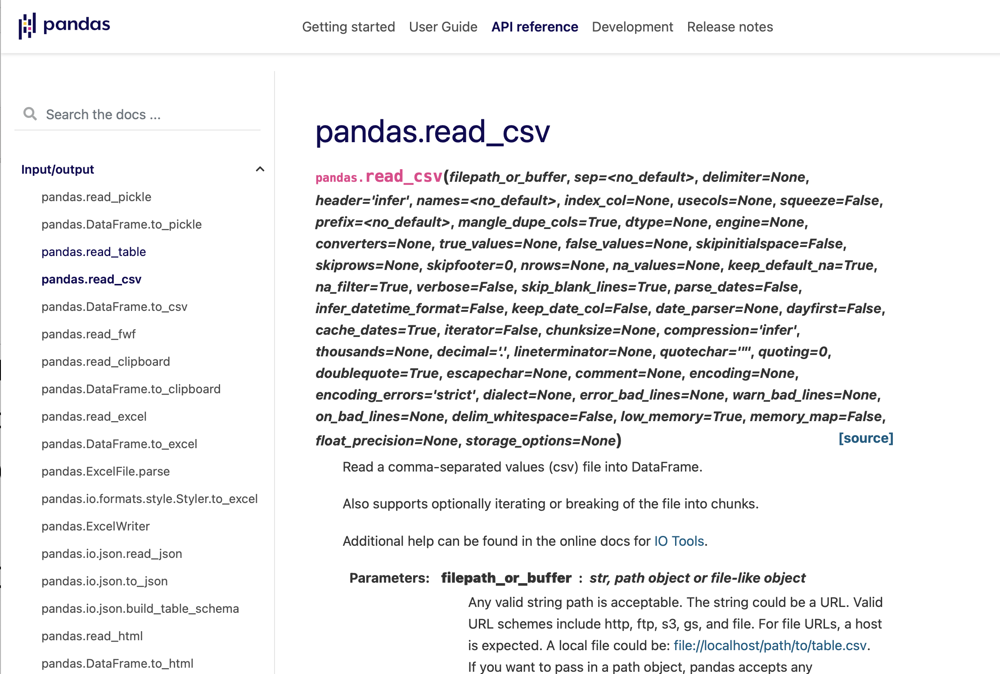 pandas
Getting started User Guide API reference Development Release notes
Search the docs ...
Input/output
pandas.read_pickle
pandas.DataFrame.to_pickle
pandas.read_table
pandas.read_csv
pandas.DataFrame.to_csv
pandas.read_fwf
pandas.read_clipboard
pandas.DataFrame.to_clipboard
pandas.read_excel
pandas.DataFrame.to_excel
pandas.ExcelFile.parse
pandas.io.formats.style.Styler.to_excel
pandas.ExcelWriter
pandas.io.json.read_json
pandas.io.json.to_json
pandas.io.json.build_table_schema
pandas.read_html
pandas.DataFrame.to_html
pandas.read_csv
pandas.read_csv(filepath_or_buffer, sep=<no_default>, delimiter=None,
header='infer', names=<no_default>, index_col=None, usecols=None, squeeze=False,
prefix=<no_default>, mangle_dupe_cols=True, dtype=None, engine=None,
converters=None, true_values=None, false_values=None, skipinitialspace=False,
skiprows=None, skipfooter=0, nrows=None, na_values=None, keep_default_na=True,
na_filter=True, verbose=False, skip_blank_lines=True, parse_dates=False,
infer_datetime_format=False, keep_date_col=False, date_parser=None, dayfirst=False,
cache_dates=True, iterator=False, chunksize=None, compression='infer',
thousands=None, decimal='.', lineterminator=None, quotechar='"', quoting=0,
doublequote=True, escapechar=None, comment=None, encoding=None,
encoding_errors='strict', dialect=None, error_bad_lines=None, warn_bad_lines=None,
on_bad_lines=None, delim_whitespace=False, low_memory=True, memory_map=False,
float_precision=None, storage_options=None) [source]
Read a comma-separated values (csv) file into DataFrame.
Also supports optionally iterating or breaking of the file into chunks.
Additional help can be found in the online docs for IO Tools.
Parameters: filepath_or_buffer : str, path object or file-like object
Any valid string path is acceptable. The string could be a URL. Valid
URL schemes include http, ftp, s3, gs, and file. For file URLs, a host
is expected. A local file could be: file://localhost/path/to/table.csv.
If you want to pass in a path object, pandas accepts any